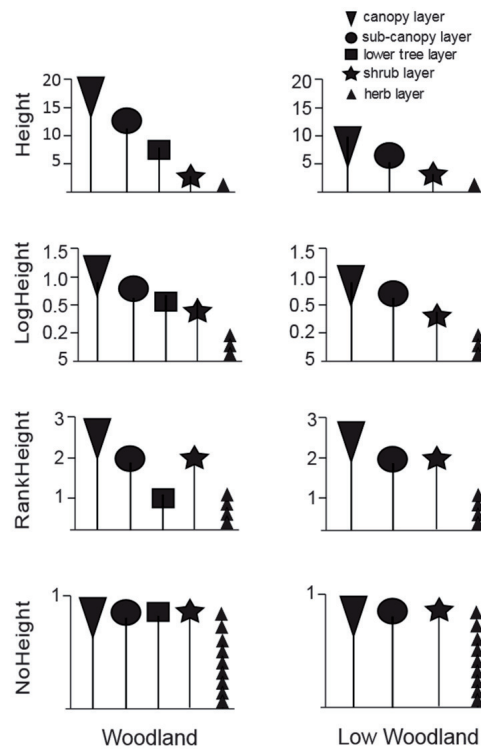 canopy layer
sub-canopy layer
lower tree layer
shrub layer
herb layer
Height
20
15
10
5
20
15
10
5
LogHeight
1.5
1.0
0.5
0.2
5
1.5
1.0
0.5
0.2
5
RankHeight
3
2
1
3
2
1
NoHeight
1
1
Woodland
Low Woodland